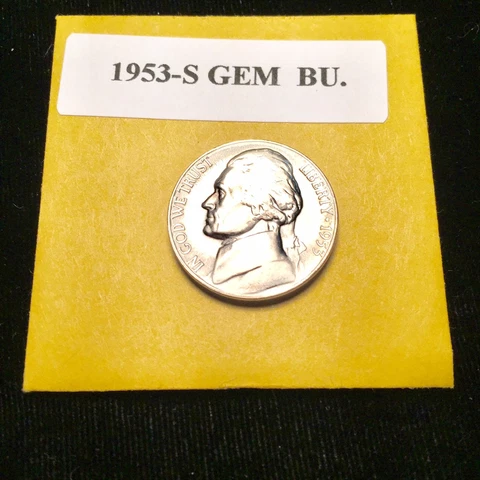 1953-S GEM BU.
IN GOD WE TRUST
LIBERTY 1953